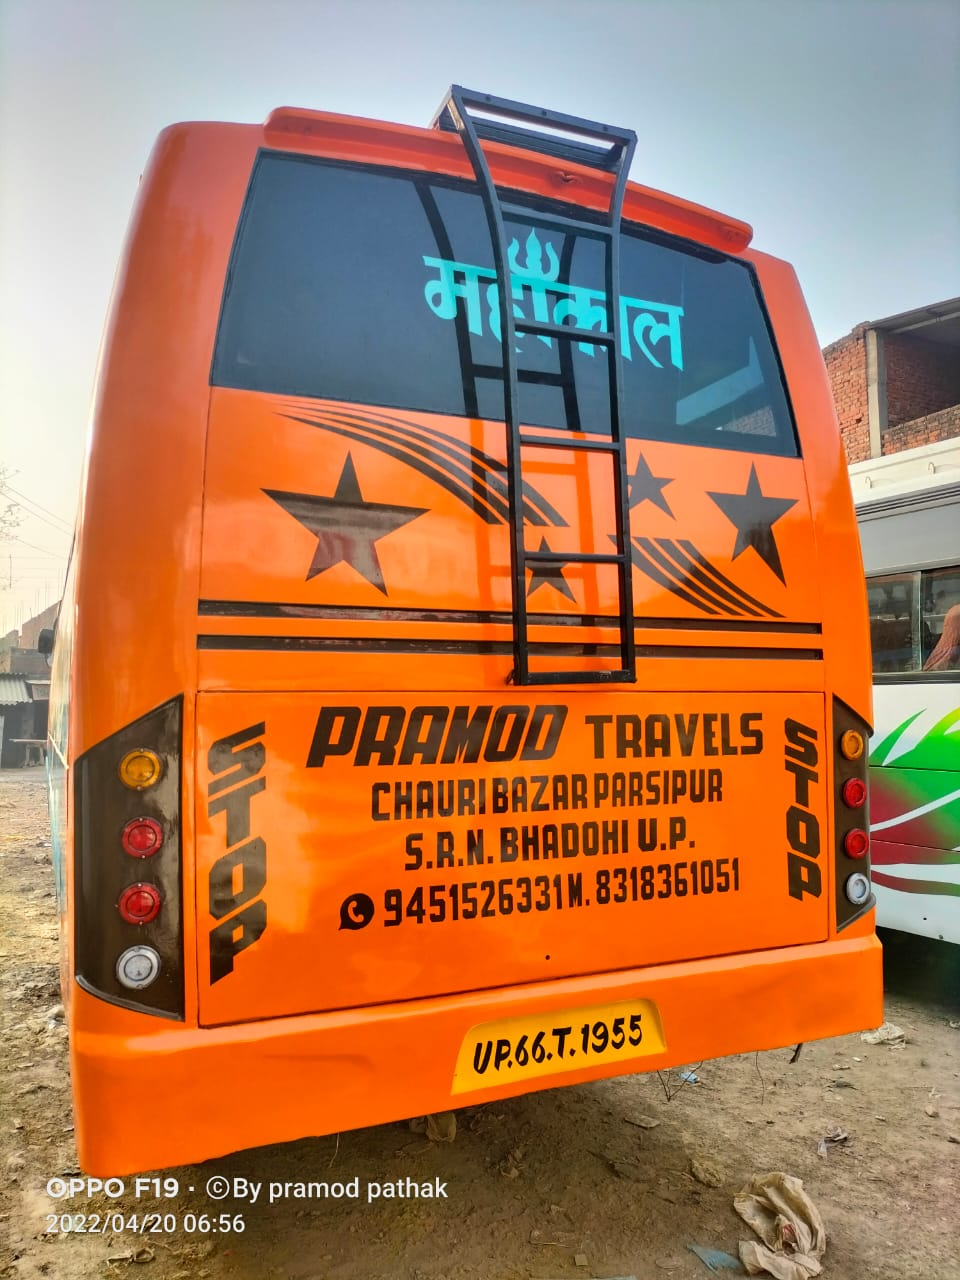 महाँकाल
PRAMOD TRAVELS
CHAURI BAZAR PARSIPUR
S.R.N. BHADOHI U.P.
9451526331 M. 8318361051
STOP
STOP
UP.66.T.1955
OPPO F19 · ©By pramod pathak
2022/04/20 06:56